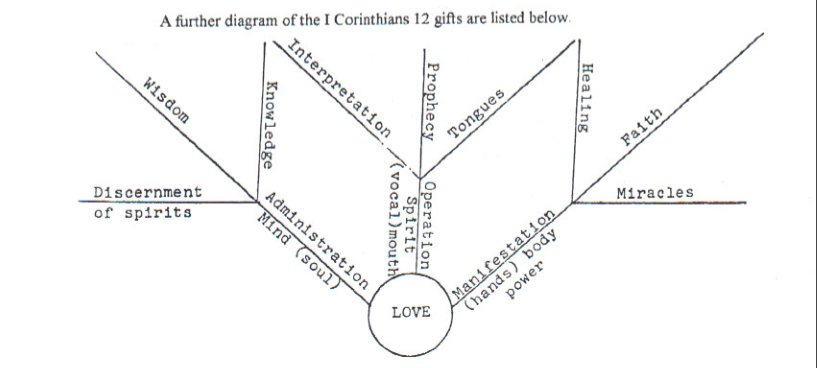 A further diagram of the I Corinthians 12 gifts are listed below.
Wisdom
Knowledge
Interpretation
Prophecy
Tongues
Healing
Faith
Discernment
of spirits
Miracles
Administration
Mind (soul)
Operation
Spirit
(vocal)mouth
Manifestation
(hands) body
power
LOVE